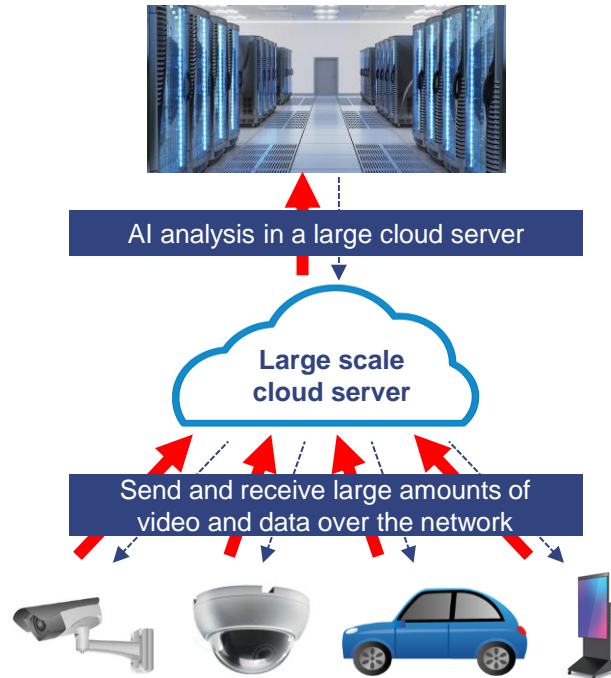 AI analysis in a large cloud server
Large scale
cloud server
Send and receive large amounts of
video and data over the network